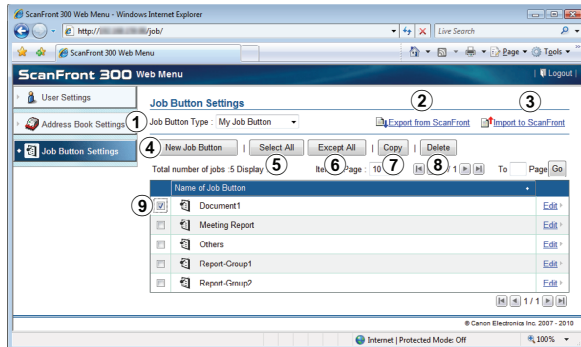 ScanFront 300 Web Menu - Windows Internet Explorer
http:// /job/ Live Search
ScanFront 300 Web Menu Page Tools
ScanFront 300 Web Menu | Logout |
User Settings
Address Book Settings
Job Button Settings
Job Button Settings
2 3
1 Job Button Type : My Job Button Export from ScanFront Import to ScanFront
4 New Job Button | Select All Except All | Copy | Delete
5 6 7 8
Total number of jobs :5 Display Page : 10 / 1 To Page Go
Name of Job Button
9 Document1 Edit
Meeting Report Edit
Others Edit
Report-Group1 Edit
Report-Group2 Edit
1 / 1
© Canon Electronics Inc. 2007 - 2010
Internet | Protected Mode: Off 100%